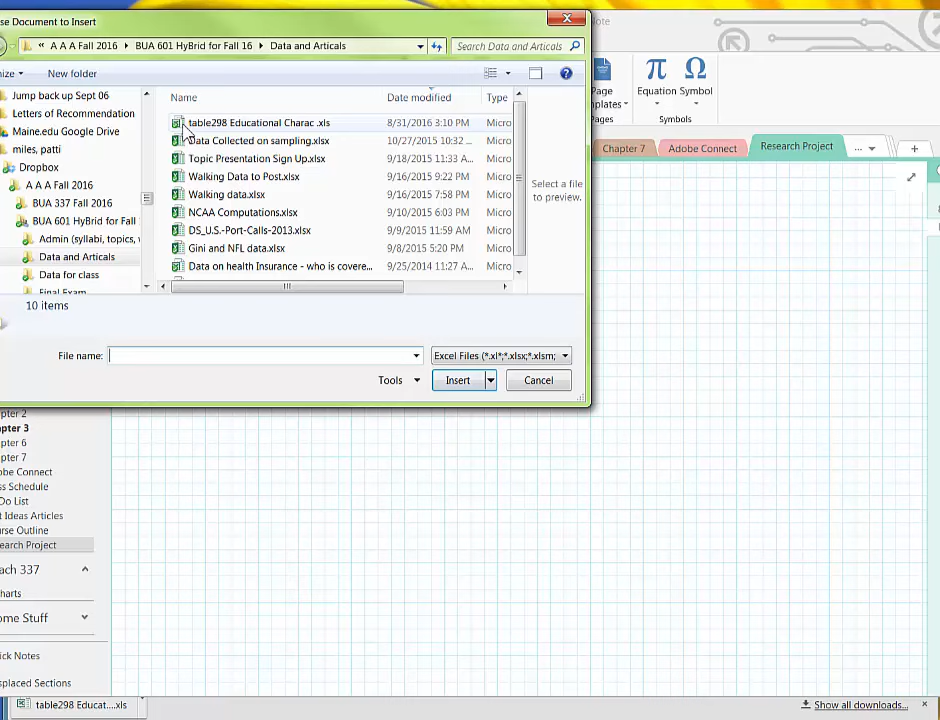 se Document to Insert
« A A A Fall 2016 ▸ BUA 601 HyBrid for Fall 16 ▸ Data and Articals
Search Data and Articals
nize
New folder
Name
Date modified
Type
Jump back up Sept 06
Letters of Recommendation
Maine.edu Google Drive
miles, patti
Dropbox
A A A Fall 2016
BUA 337 Fall 2016
BUA 601 HyBrid for Fall
Admin (syllabi, topics,
Data and Articals
Data for class
Final Exam
table298 Educational Charac .xls 8/31/2016 3:10 PM Micro
Data Collected on sampling.xlsx 10/27/2015 10:32 ... Micro
Topic Presentation Sign Up.xlsx 9/18/2015 11:33 A... Micro
Walking Data to Post.xlsx 9/16/2015 9:22 PM Micro
Walking data.xlsx 9/16/2015 7:58 PM Micro
NCAA Computations.xlsx 9/10/2015 6:03 PM Micro
DS_U.S.-Port-Calls-2013.xlsx 9/9/2015 11:59 AM Micro
Gini and NFL data.xlsx 9/8/2015 5:20 PM Micro
Data on health Insurance - who is covere... 9/25/2014 11:27 A... Micro
Select a file
to preview.
10 items
File name:
Excel Files (*.xl*;*.xlsx;*.xlsm;
Tools
Insert
Cancel
Note
Page
mplates
Pages
π
Equation
Ω
Symbol
Symbols
Chapter 7
Adobe Connect
Research Project
...
+
pter 2
apter 3
pter 6
pter 7
obe Connect
ss Schedule
Do List
t Ideas Articles
urse Outline
earch Project
ach 337
harts
ome Stuff
ick Notes
splaced Sections
table298 Educat....xls
Show all downloads...